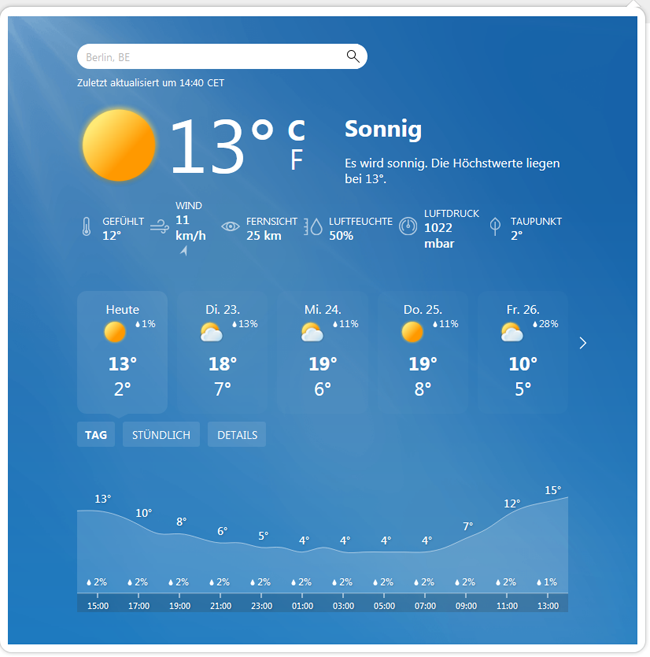 Berlin, BE
Zuletzt aktualisiert um 14:40 CET
13° C
F
Sonnig
Es wird sonnig. Die Höchstwerte liegen
bei 13°.
GEFÜHLT
12°
WIND
11
km/h
FERNSICHT
25 km
LUFTFEUCHTE
50%
LUFTDRUCK
1022
mbar
TAUPUNKT
2°
Heute
1%
13°
2°
Di. 23.
13%
18°
7°
Mi. 24.
11%
19°
6°
Do. 25.
11%
19°
8°
Fr. 26.
28%
10°
5°
TAG STÜNDLICH DETAILS
13° 10° 8° 6° 5° 4° 4° 4° 4° 7° 12° 15°
2% 2% 2% 2% 2% 2% 2% 2% 2% 2% 2% 1%
15:00 17:00 19:00 21:00 23:00 01:00 03:00 05:00 07:00 09:00 11:00 13:00